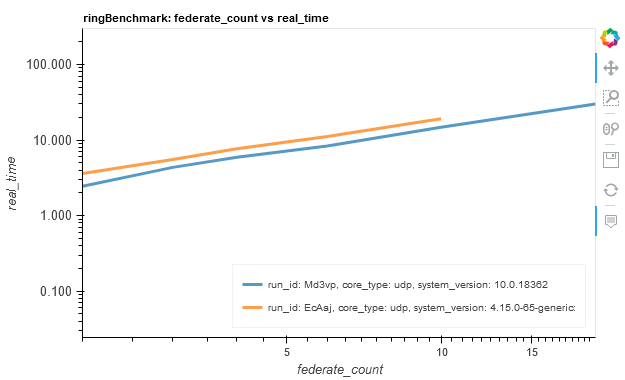 ringBenchmark: federate_count vs real_time
100.000
10.000
1.000
0.100
real_time
run_id: Md3vp, core_type: udp, system_version: 10.0.18362
run_id: EcAaj, core_type: udp, system_version: 4.15.0-65-generic:
5
10
15
federate_count